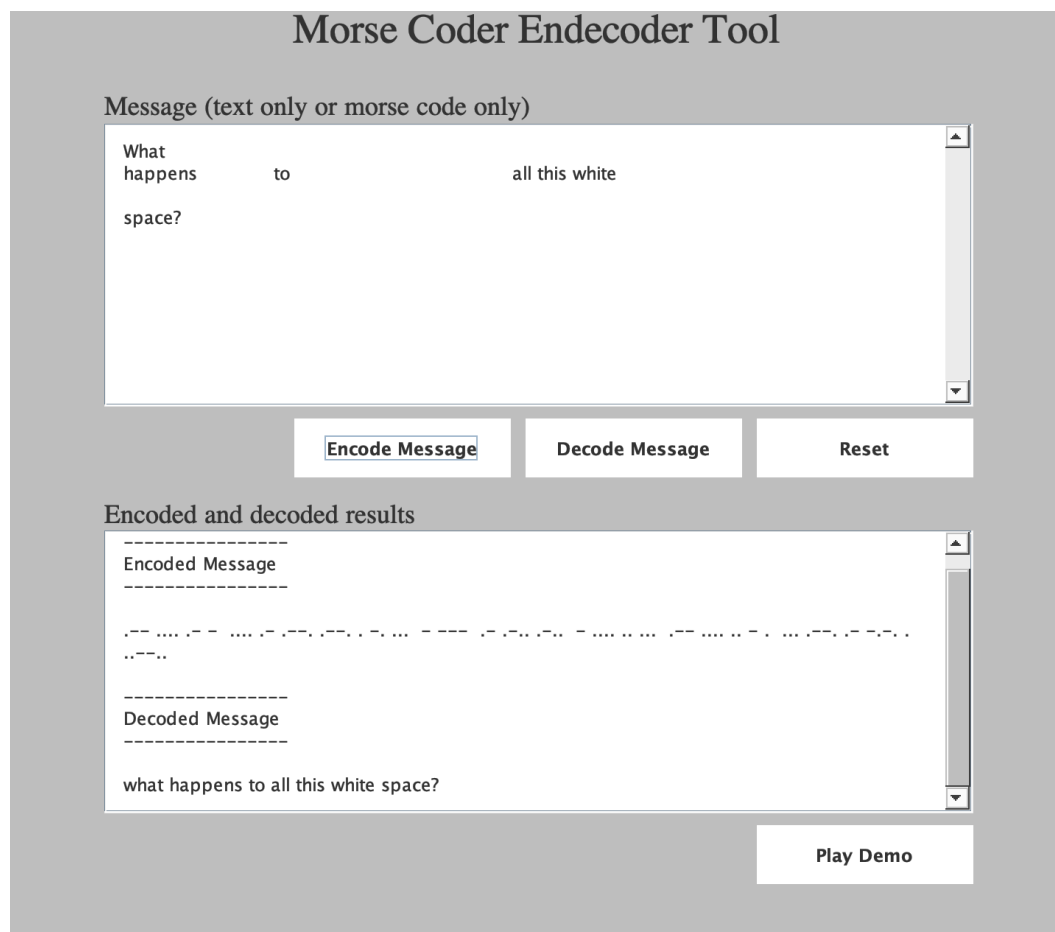 Morse Coder Endecoder Tool
Message (text only or morse code only)
What
happens to all this white
space?
Encode Message Decode Message Reset
Encoded and decoded results
----------------
Encoded Message
----------------
.-- .... .- -  .... .- .--. .--. . -. ...  - ---  .- .-.. .-..  - .... .. ...  .-- .... .. - .  ... .--. .- -.-. .
..--..
----------------
Decoded Message
----------------
what happens to all this white space?
Play Demo